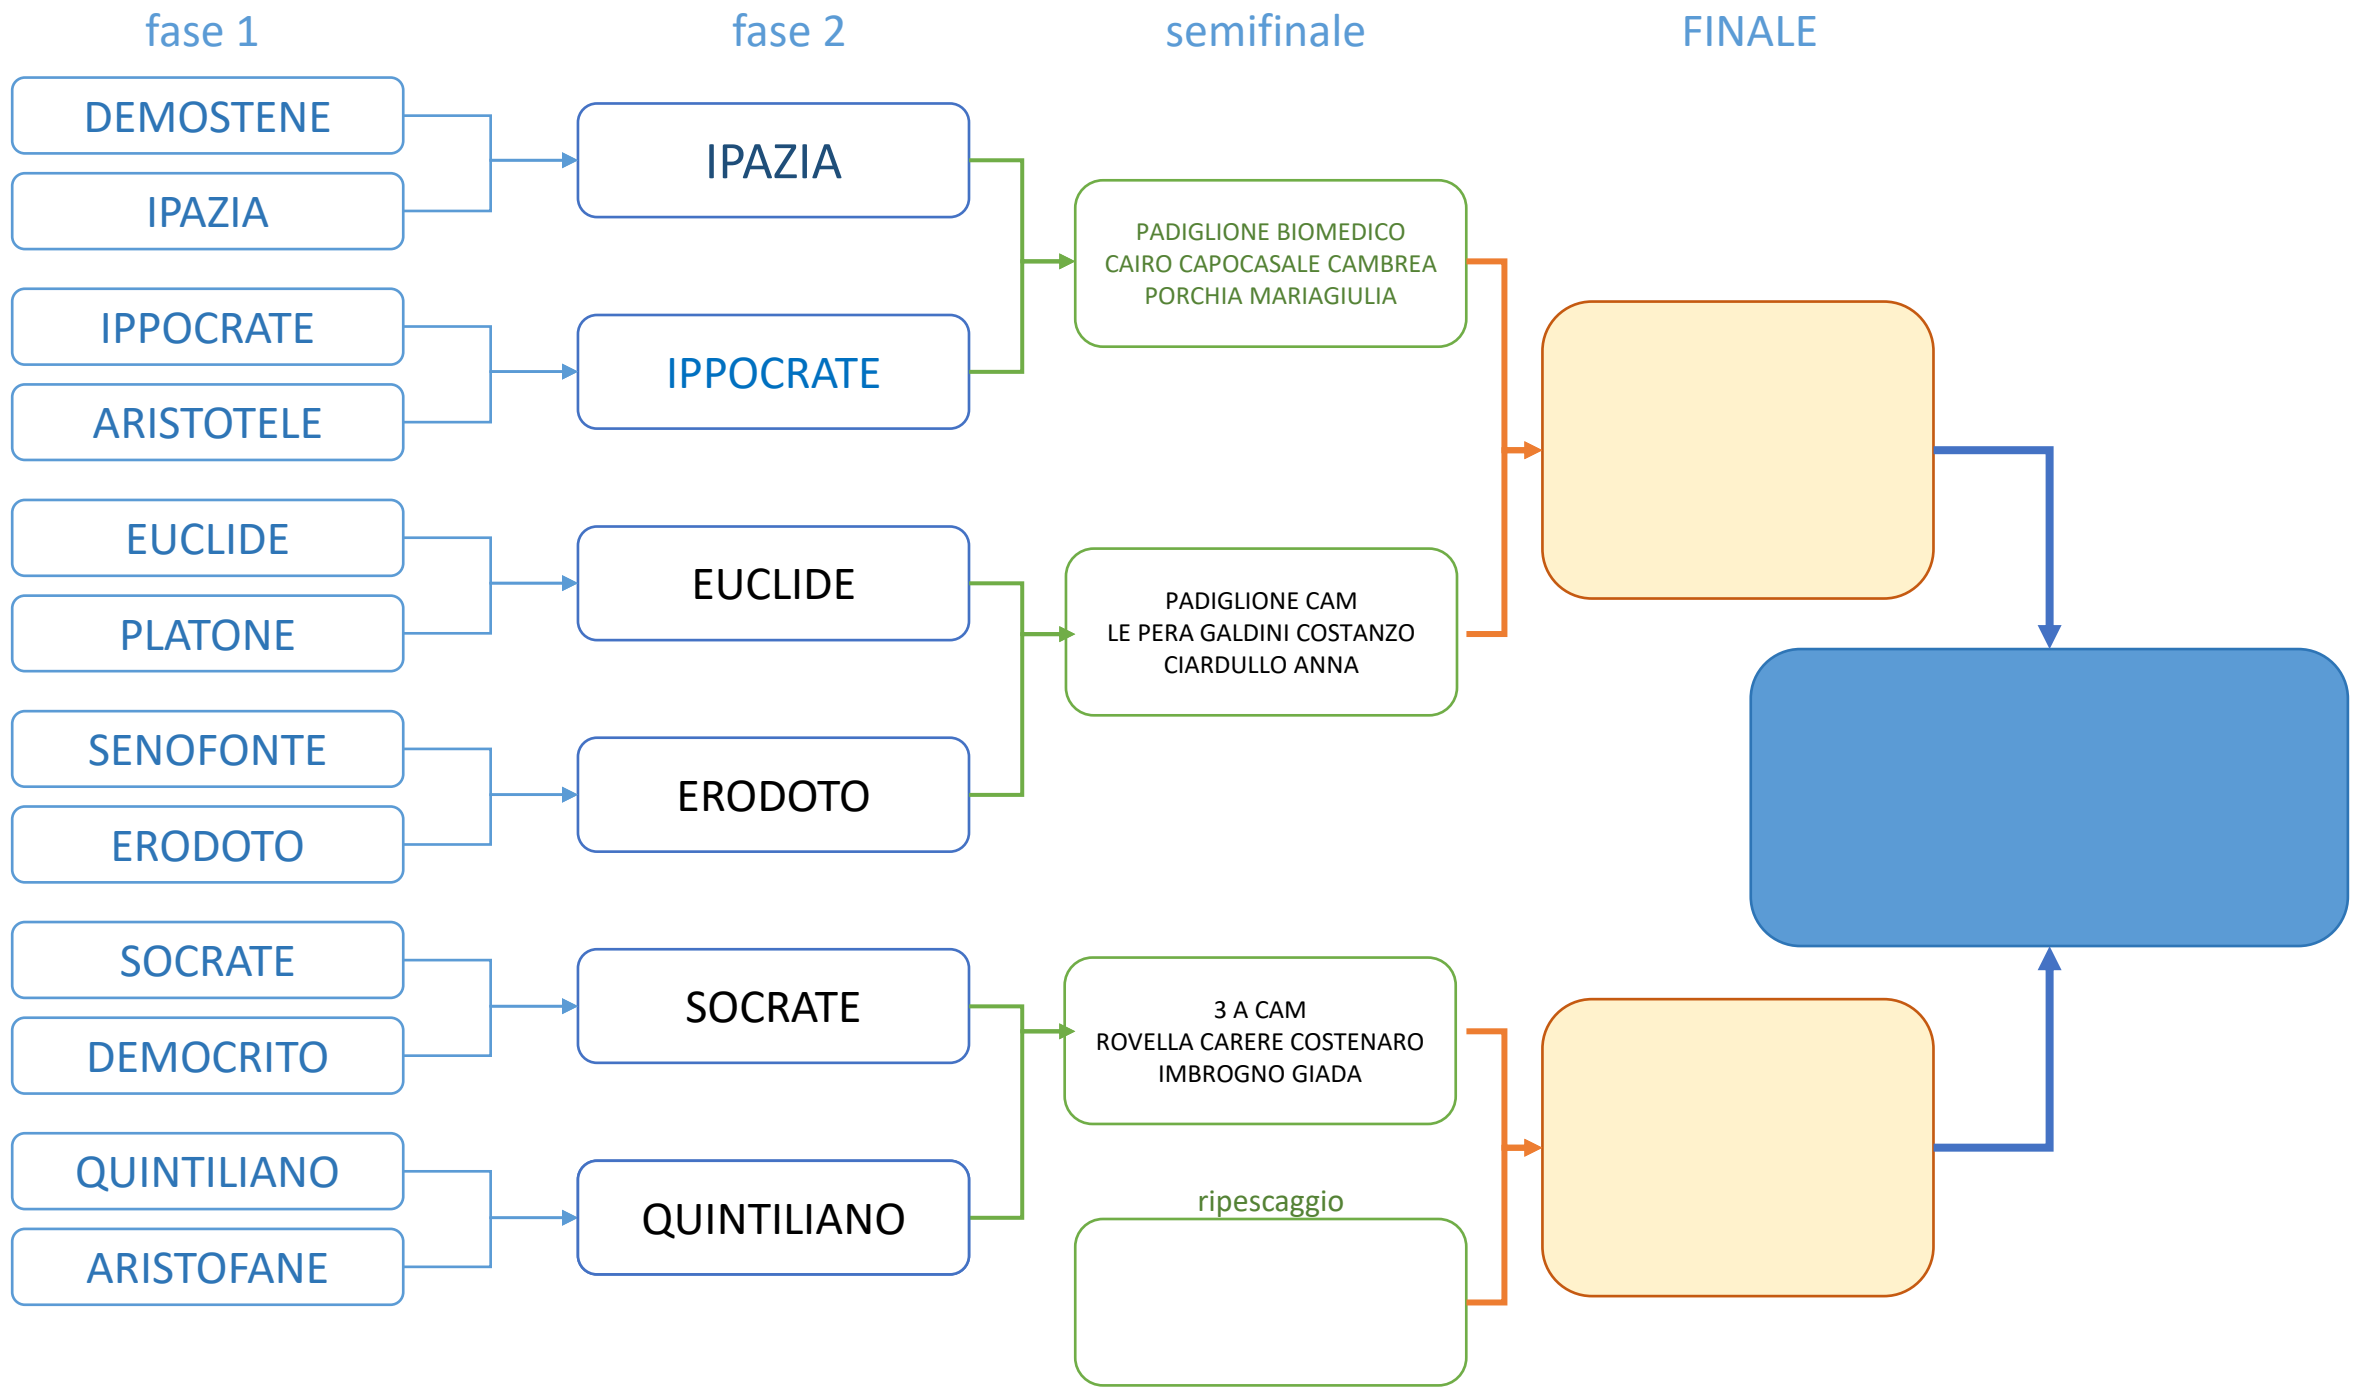 fase 1
fase 2
semifinale
FINALE
DEMOSTENE
IPAZIA
IPPOCRATE
ARISTOTELE
EUCLIDE
PLATONE
SENOFONTE
ERODOTO
SOCRATE
DEMOCRITO
QUINTILIANO
ARISTOFANE
IPAZIA
IPPOCRATE
EUCLIDE
ERODOTO
SOCRATE
QUINTILIANO
PADIGLIONE BIOMEDICO
CAIRO CAPOCASALE CAMBREA
PORCHIA MARIAGIULIA
PADIGLIONE CAM
LE PERA GALDINI COSTANZO
CIARDULLO ANNA
3 A CAM
ROVELLA CARERE COSTENARO
IMBROGNO GIADA
ripescaggio